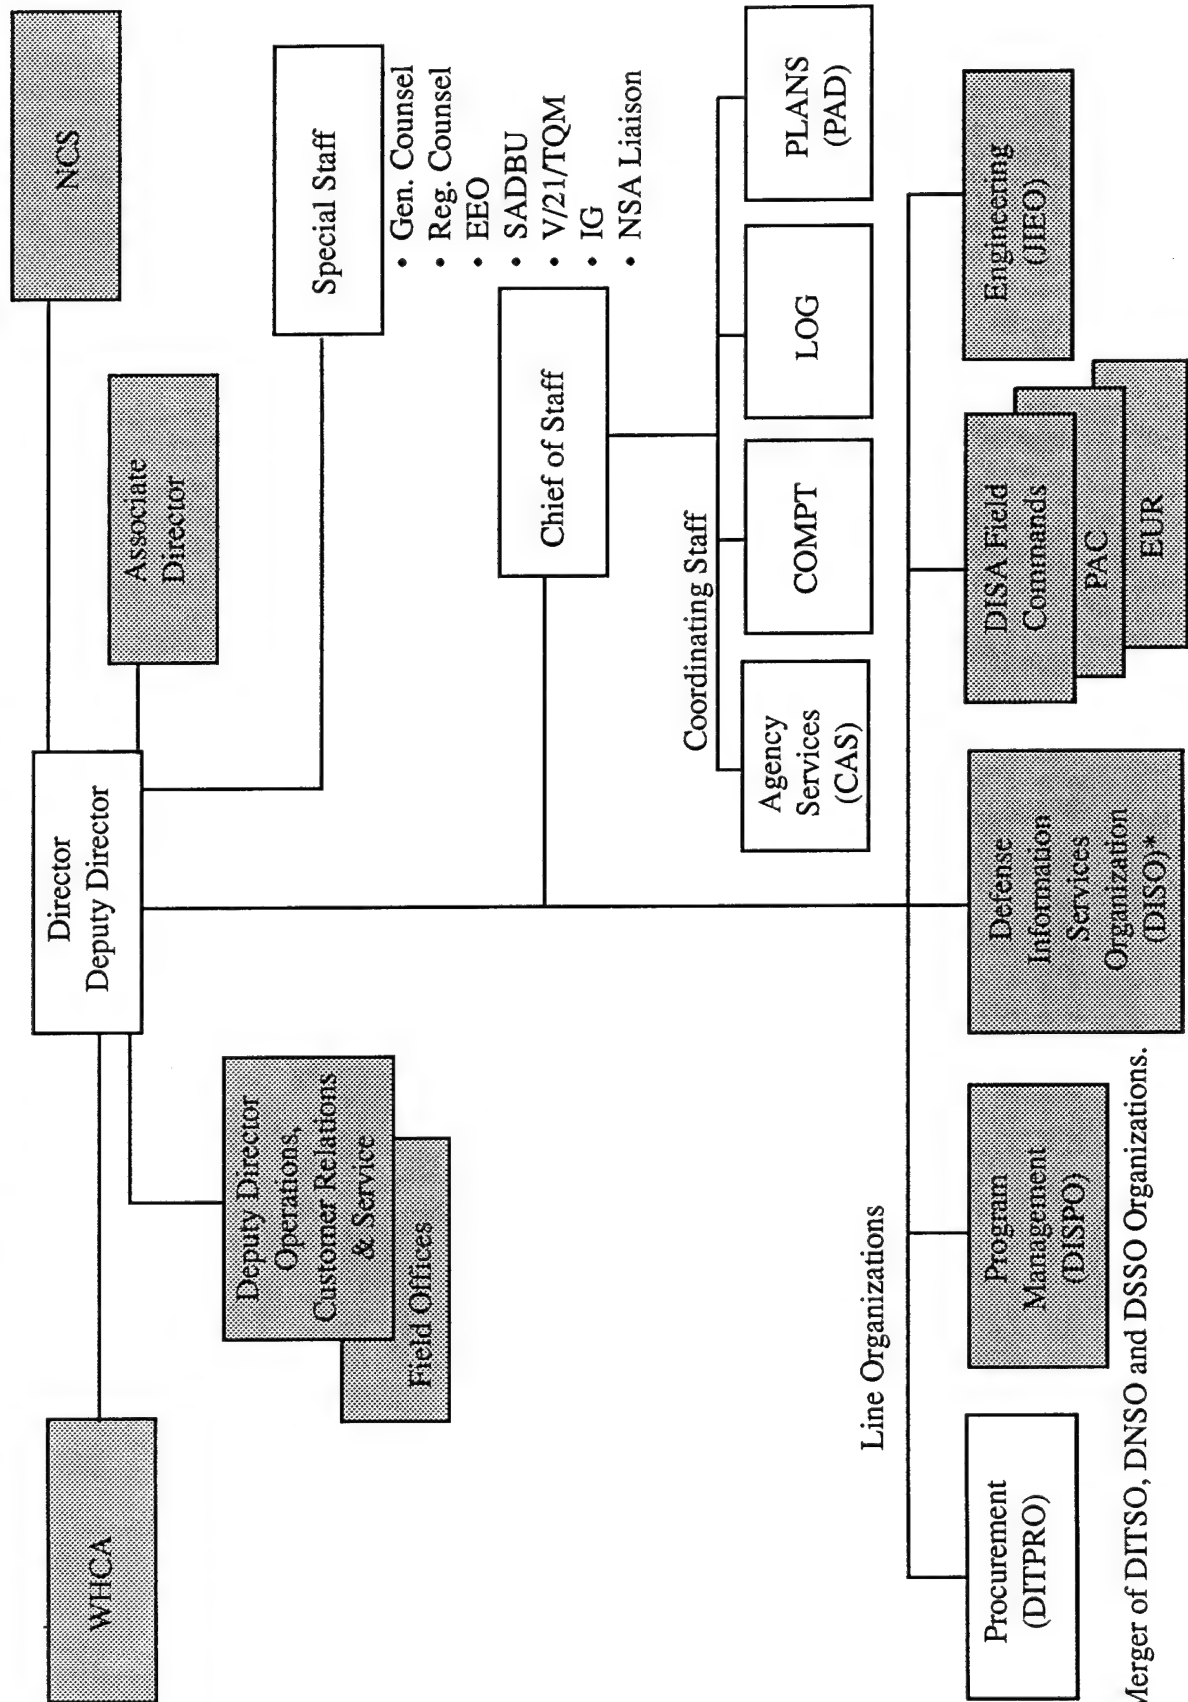 WHCA
Director
Deputy Director
NCS
Associate
Director
Deputy Director
Operations,
Customer Relations
& Service
Field Offices
Special Staff
• Gen. Counsel
• Reg. Counsel
• EEO
• SADBU
• V/21/TQM
• IG
• NSA Liaison
Chief of Staff
Coordinating Staff
Agency
Services
(CAS)
COMPT
LOG
PLANS
(PAD)
Line Organizations
Procurement
(DITPRO)
Program
Management
(DISPO)
Defense
Information
Services
Organization
(DISO)*
DISA Field
Commands
PAC
EUR
Engineering
(JIEO)
Merger of DITSO, DNSO and DSSO Organizations.